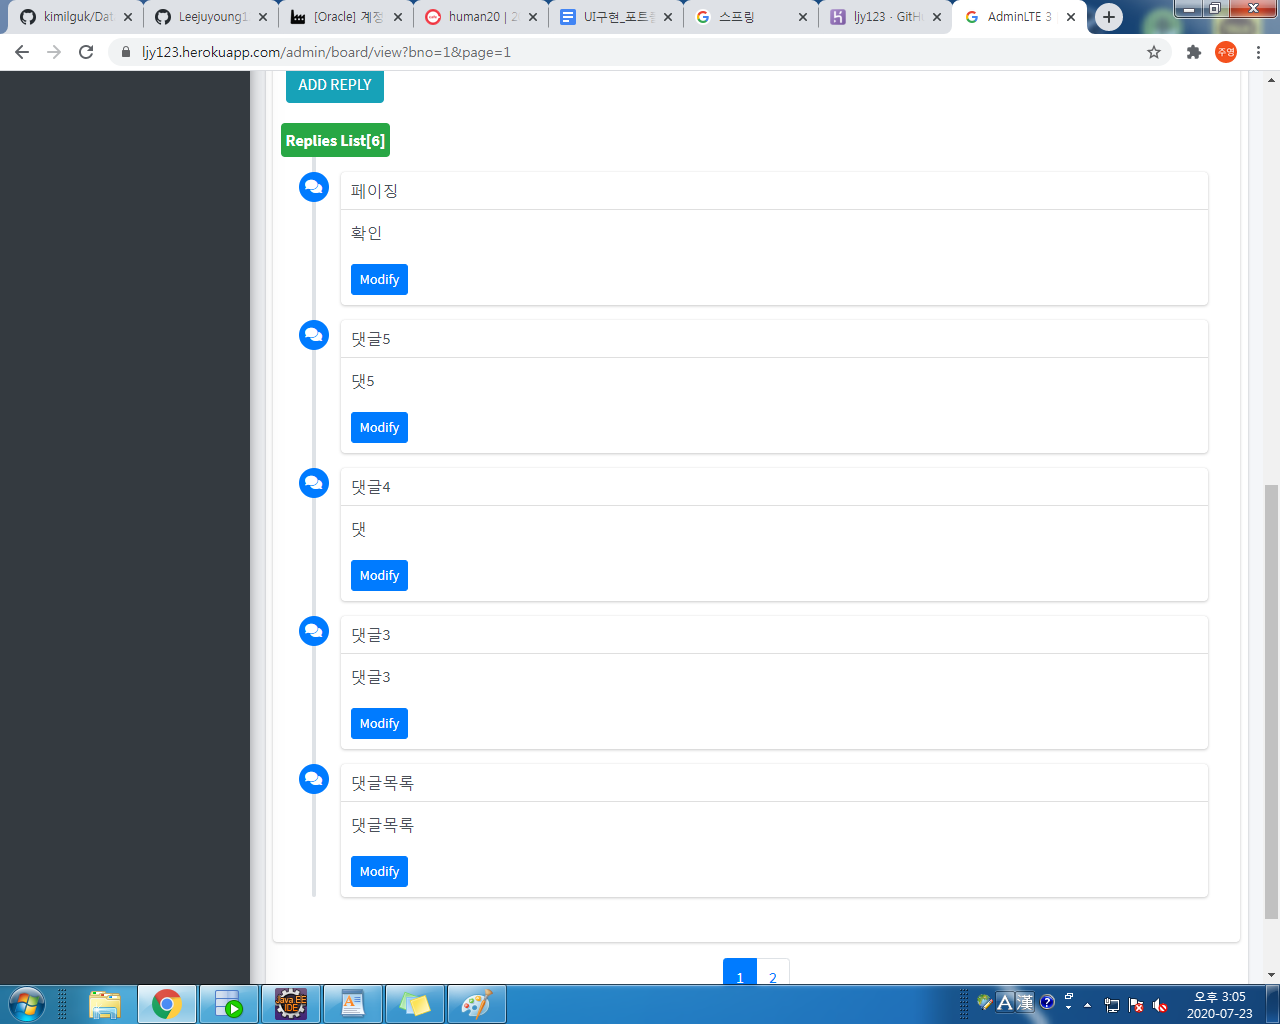 kimilguk/Dat
Leejuyoung1
[Oracle] 계정
human20 | 2
UI구현_포트폴
스프링
ljy123 · GitH
AdminLTE 3
ljy123.herokuapp.com/admin/board/view?bno=1&page=1
주영
ADD REPLY
Replies List[6]
페이징
확인
Modify
댓글5
댓5
Modify
댓글4
댓
Modify
댓글3
댓글3
Modify
댓글목록
댓글목록
Modify
1 2
Java EE
IDE
A 漢
오후 3:05
2020-07-23